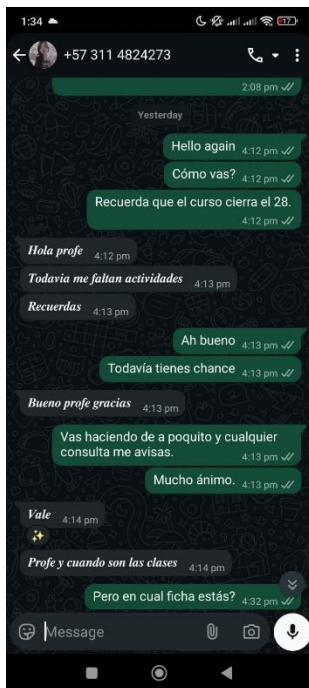 1:34
17
+57 311 4824273
2:08 pm
Yesterday
Hello again 4:12 pm
Cómo vas? 4:12 pm
Recuerda que el curso cierra el 28.
4:12 pm
Hola profe 4:12 pm
Todavia me faltan actividades 4:13 pm
Recuerdas 4:13 pm
Ah bueno 4:13 pm
Todavía tienes chance 4:13 pm
Bueno profe gracias 4:13 pm
Vas haciendo de a poquito y cualquier
consulta me avisas. 4:13 pm
Mucho ánimo. 4:13 pm
Vale 4:14 pm
Profe y cuando son las clases 4:14 pm
Pero en cual ficha estás? 4:32 pm
Message